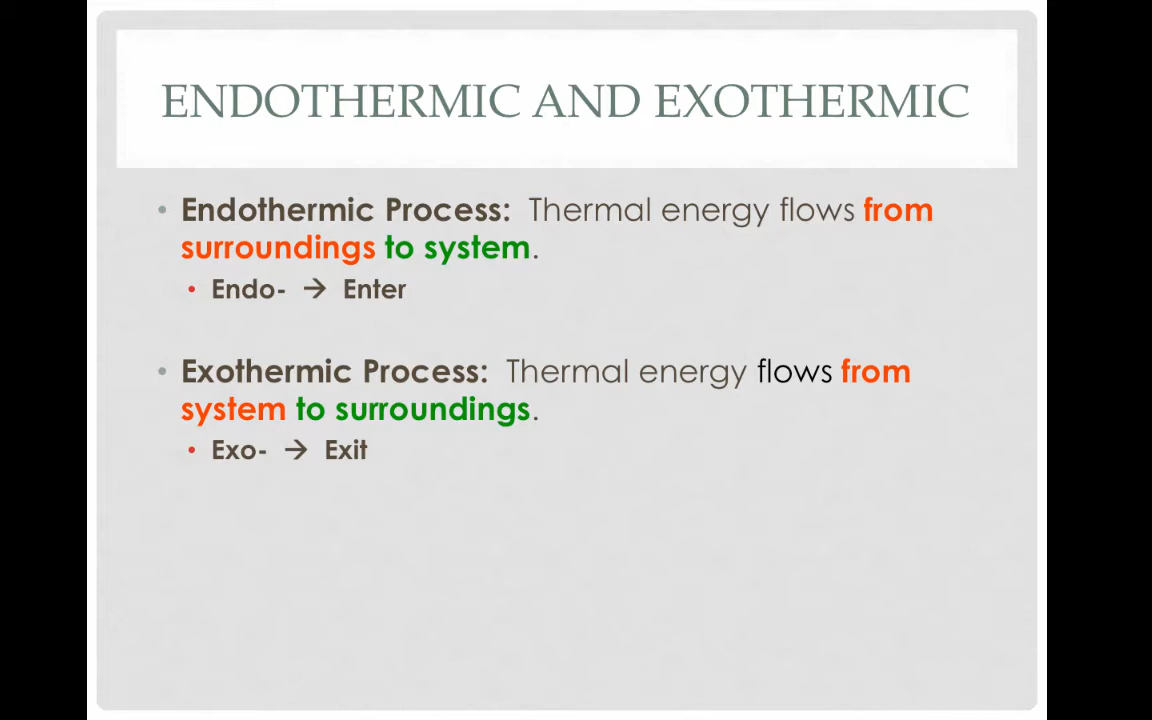 ENDOTHERMIC AND EXOTHERMIC
• Endothermic Process: Thermal energy flows from
surroundings to system.
• Endo- → Enter
• Exothermic Process: Thermal energy flows from
system to surroundings.
• Exo- → Exit